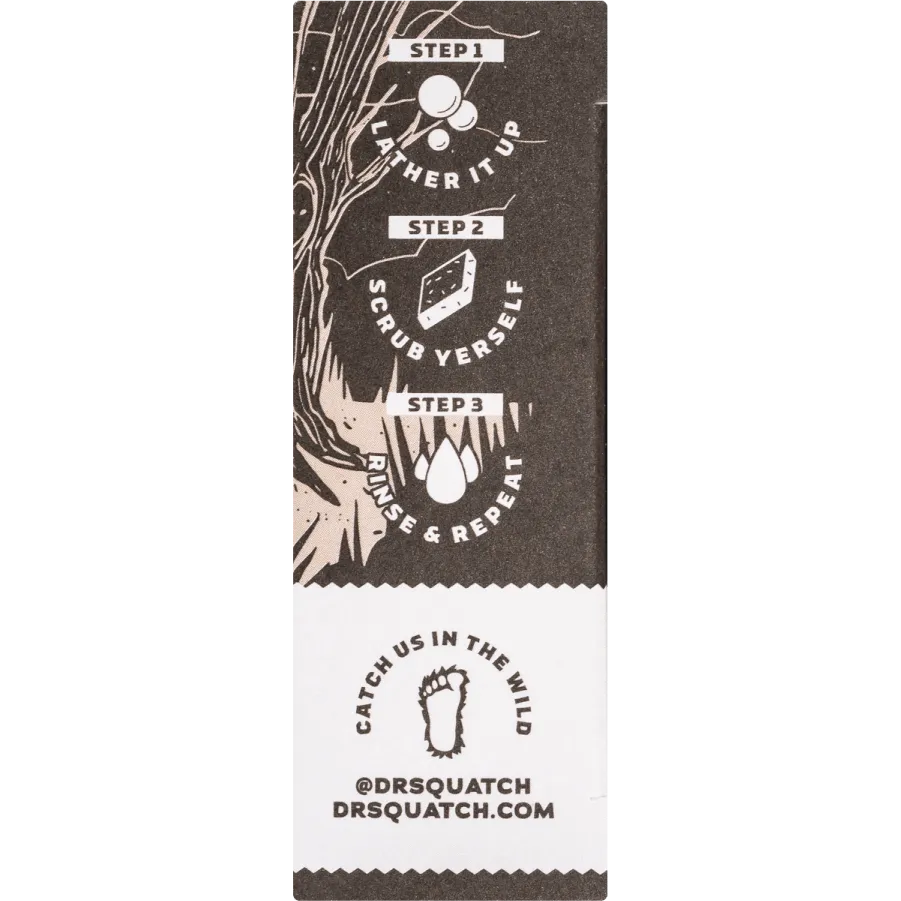 STEP 1
LATHER IT UP
STEP 2
SCRUB YERSELF
STEP 3
RINSE & REPEAT
CATCH US IN THE WILD
@DRSQUATCH
DRSQUATCH.COM